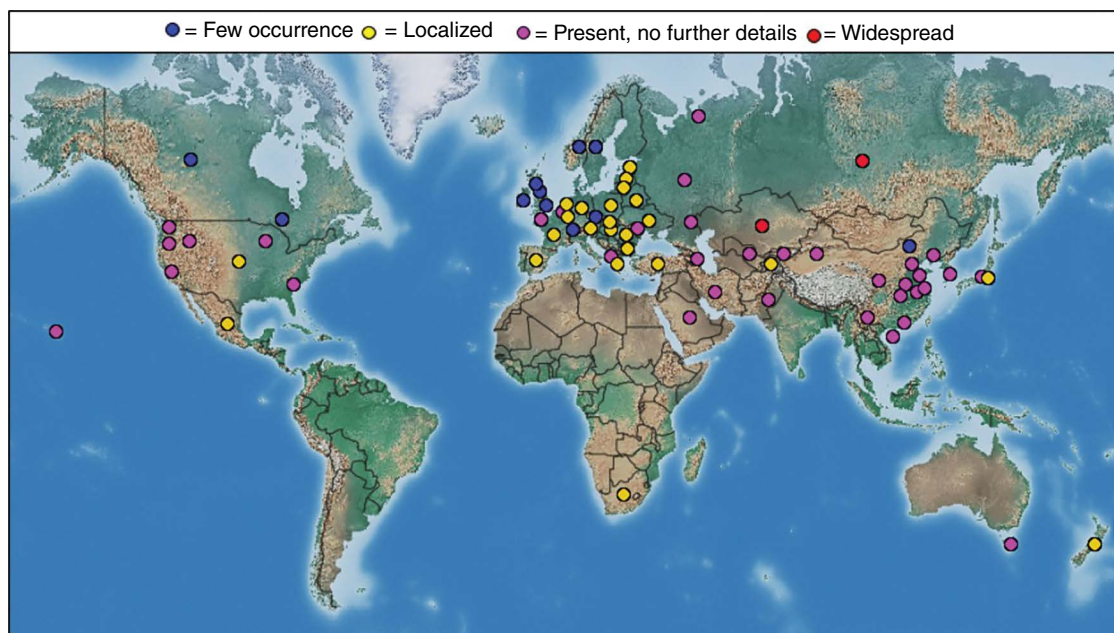 = Few occurrence = Localized = Present, no further details = Widespread